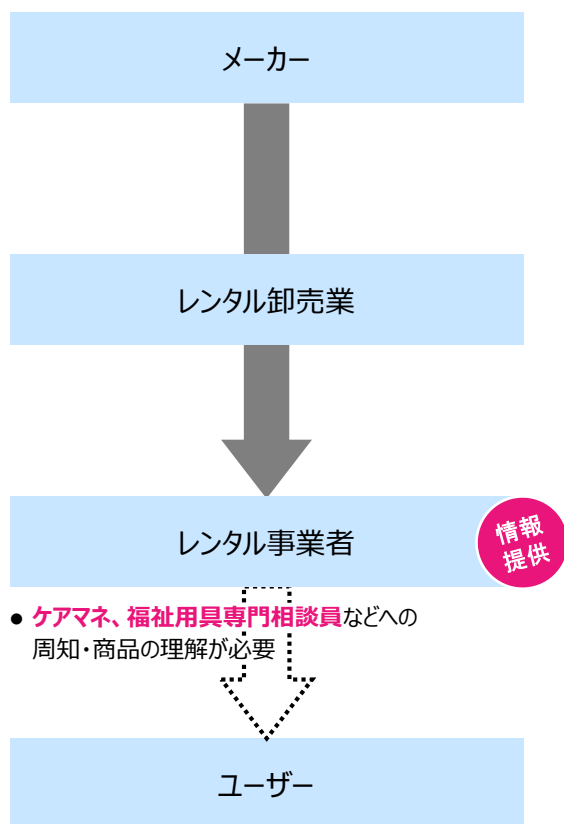 メーカー
レンタル卸売業
レンタル事業者
情報
提供
● ケアマネ、福祉用具専門相談員などへの
周知・商品の理解が必要
ユーザー